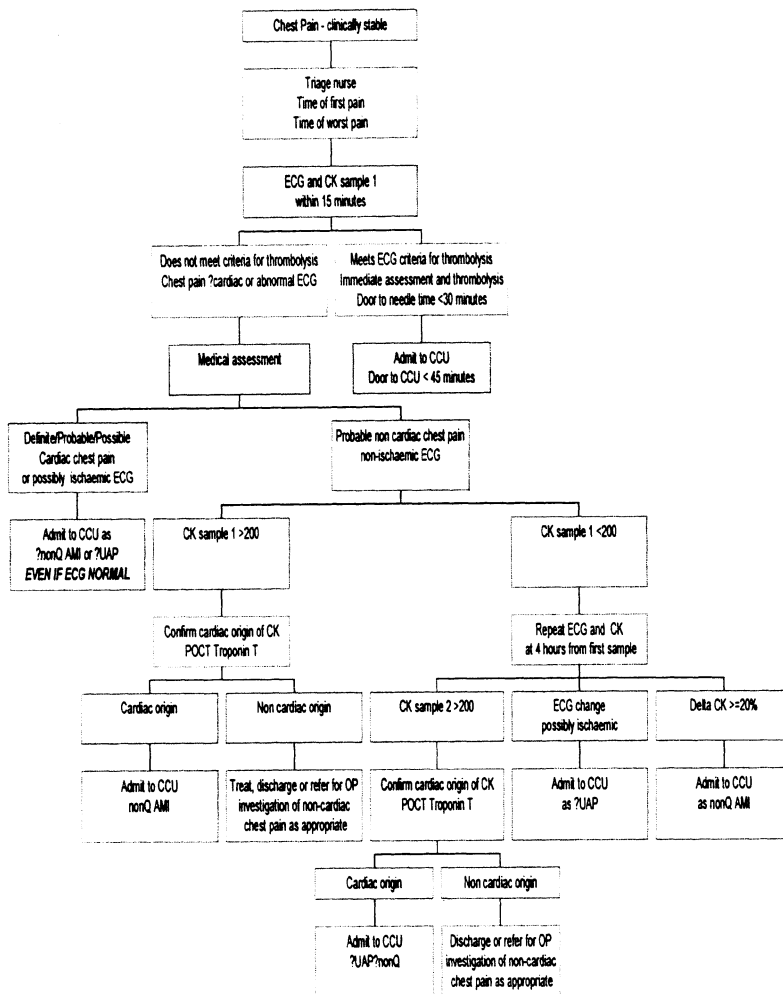 Chest Pain - clinically stable
Triage nurse
Time of first pain
Time of worst pain
ECG and CK sample 1
within 15 minutes
Does not meet criteria for thrombolysis
Chest pain ?cardiac or abnormal ECG
Meets ECG criteria for thrombolysis
Immediate assessment and thrombolysis
Door to needle time <30 minutes
Medical assessment
Admit to CCU
Door to CCU < 45 minutes
Definite/Probable/Possible
Cardiac chest pain
or possibly ischaemic ECG
Probable non cardiac chest pain
non-ischaemic ECG
Admit to CCU as
?nonQ AMI or ?UAP
EVEN IF ECG NORMAL
CK sample 1 >200
CK sample 1 <200
Confirm cardiac origin of CK
POCT Troponin T
Repeat ECG and CK
at 4 hours from first sample
Cardiac origin
Non cardiac origin
CK sample 2 >200
ECG change
possibly ischaemic
Delta CK >=20%
Admit to CCU
nonQ AMI
Treat, discharge or refer for OP
investigation of non-cardiac
chest pain as appropriate
Confirm cardiac origin of CK
POCT Troponin T
Admit to CCU
as ?UAP
Admit to CCU
as nonQ AMI
Cardiac origin
Non cardiac origin
Admit to CCU
?UAP?nonQ
Discharge or refer for OP
investigation of non-cardiac
chest pain as appropriate